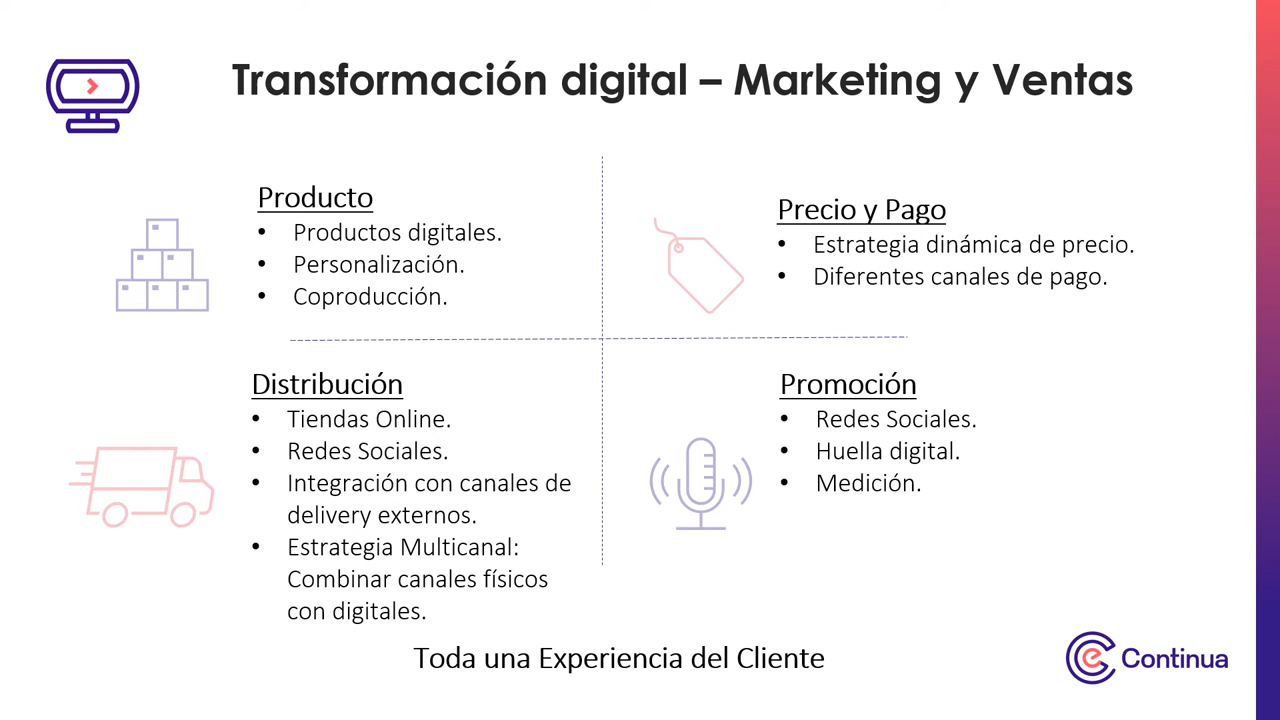 Transformación digital – Marketing y Ventas
Producto
• Productos digitales.
• Personalización.
• Coproducción.
Precio y Pago
• Estrategia dinámica de precio.
• Diferentes canales de pago.
Distribución
• Tiendas Online.
• Redes Sociales.
• Integración con canales de
delivery externos.
• Estrategia Multicanal:
Combinar canales físicos
con digitales.
Promoción
• Redes Sociales.
• Huella digital.
• Medición.
Toda una Experiencia del Cliente
Continua